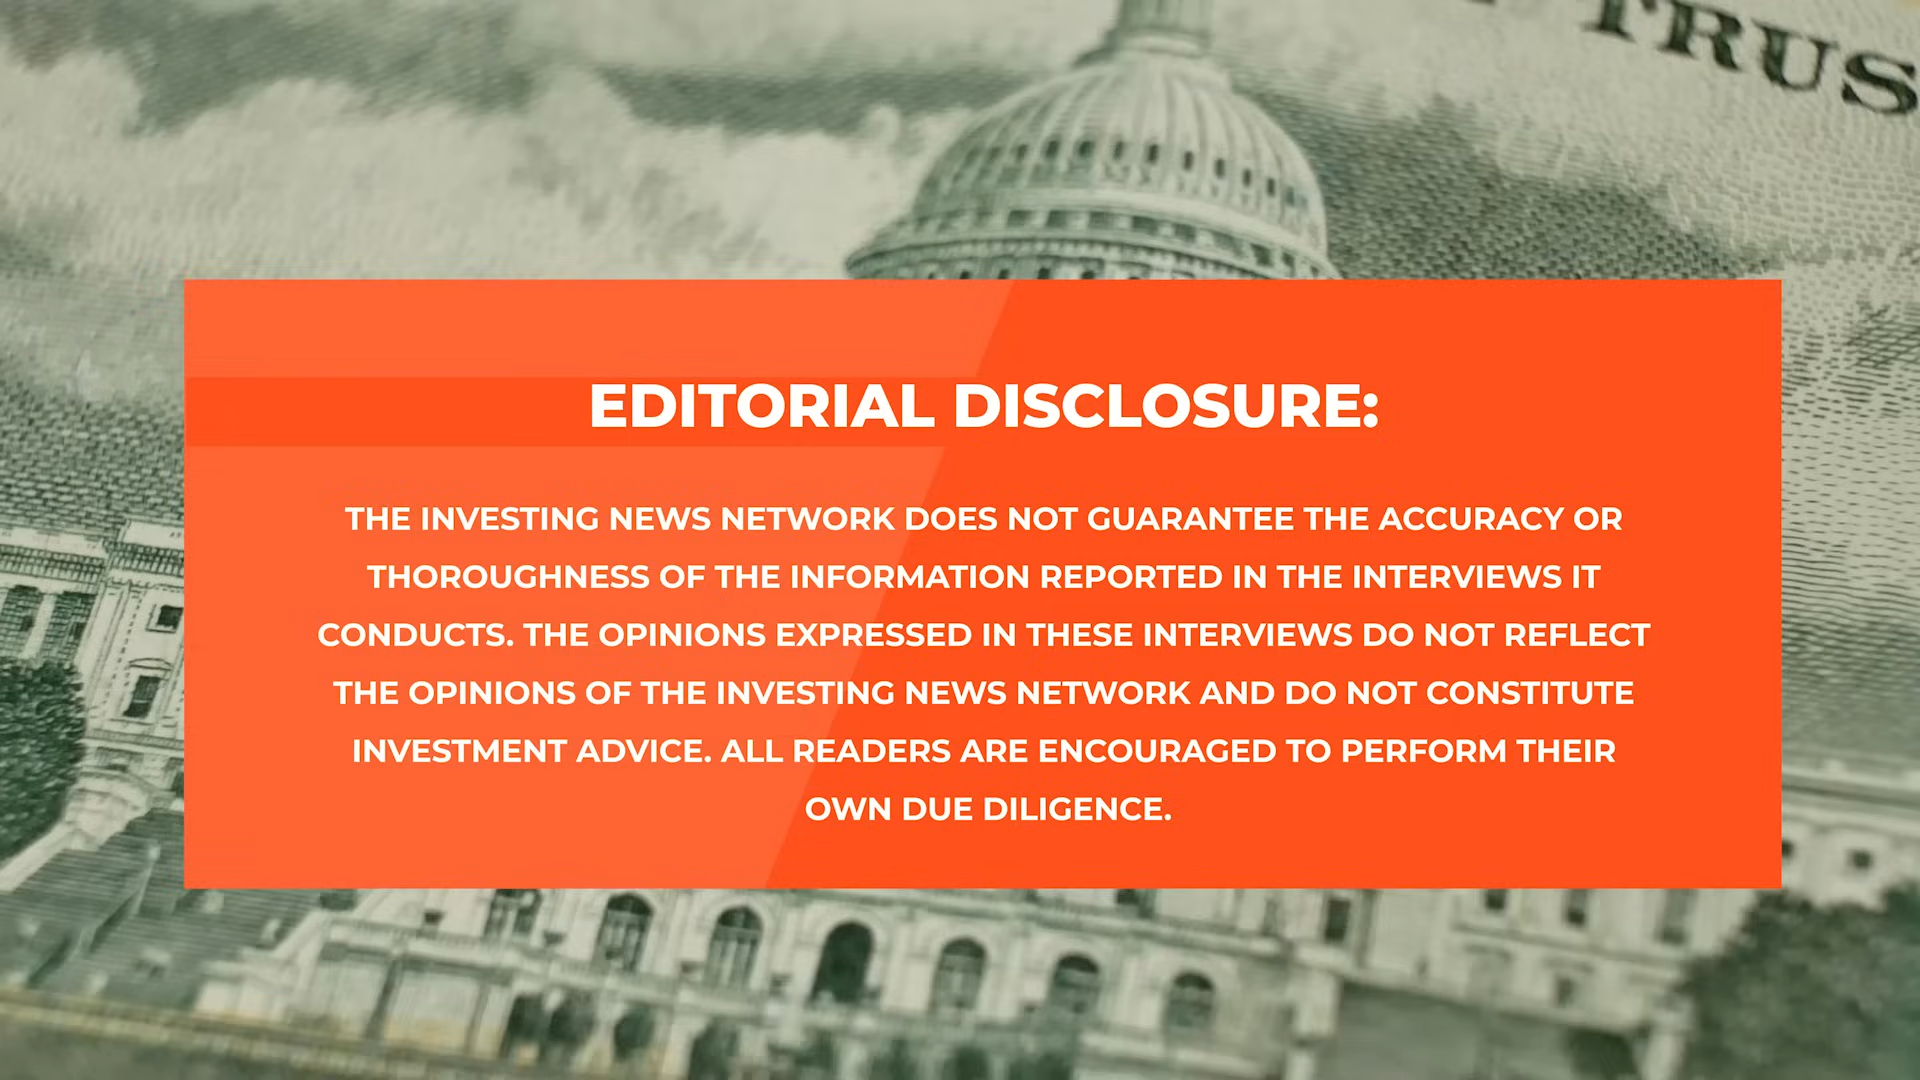 TRUS
EDITORIAL DISCLOSURE:
THE INVESTING NEWS NETWORK DOES NOT GUARANTEE THE ACCURACY OR
THOROUGHNESS OF THE INFORMATION REPORTED IN THE INTERVIEWS IT
CONDUCTS. THE OPINIONS EXPRESSED IN THESE INTERVIEWS DO NOT REFLECT
THE OPINIONS OF THE INVESTING NEWS NETWORK AND DO NOT CONSTITUTE
INVESTMENT ADVICE. ALL READERS ARE ENCOURAGED TO PERFORM THEIR
OWN DUE DILIGENCE.